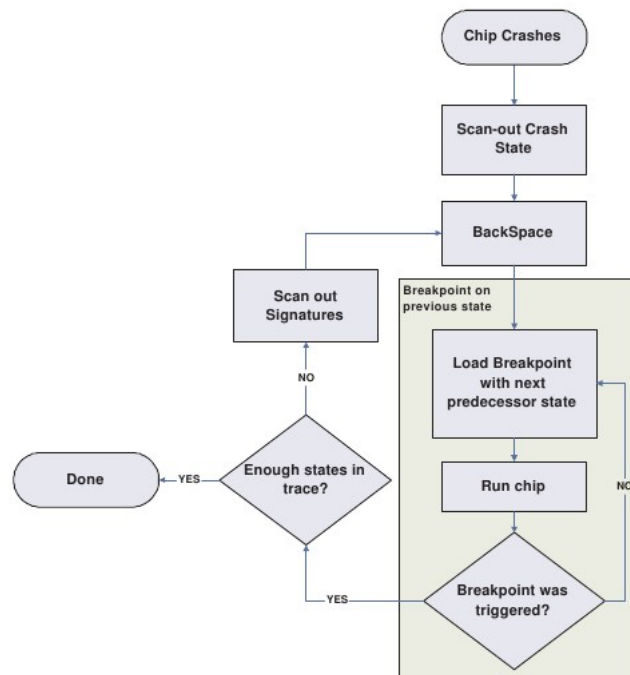 Chip Crashes
Scan-out Crash
State
BackSpace
Scan out
Signatures
Breakpoint on
previous state
Load Breakpoint
with next
predecessor state
NO
Run chip
NO
Enough states in
trace?
YES
Done
Breakpoint was
triggered?
YES